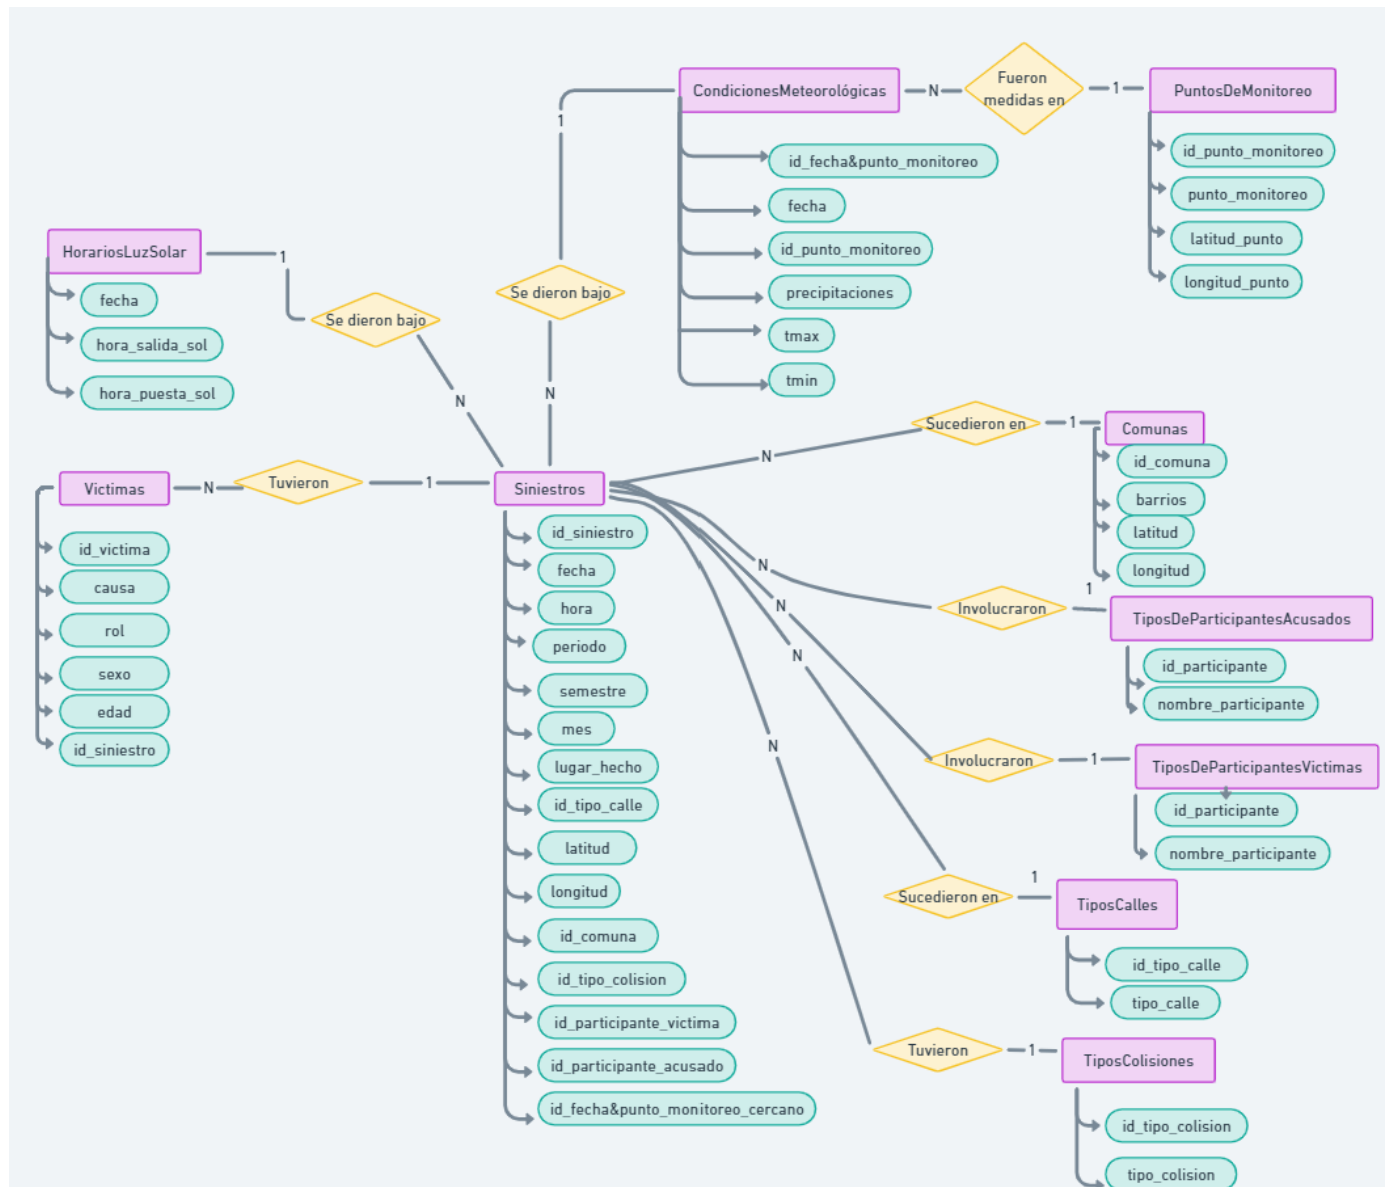 CondicionesMeteorológicas
N
Fueron
medidas en
1
PuntosDeMonitoreo
id_fecha&punto_monitoreo
fecha
id_punto_monitoreo
precipitaciones
tmax
tmin
id_punto_monitoreo
punto_monitoreo
latitud_punto
longitud_punto
1
Se dieron bajo
N
HorariosLuzSolar
1
fecha
hora_salida_sol
hora_puesta_sol
Se dieron bajo
N
Victimas
N
Tuvieron
1
Siniestros
id_victima
causa
rol
sexo
edad
id_siniestro
id_siniestro
fecha
hora
periodo
semestre
mes
lugar_hecho
id_tipo_calle
latitud
longitud
id_comuna
id_tipo_colision
id_participante_victima
id_participante_acusado
id_fecha&punto_monitoreo_cercano
N
Sucedieron en
1
Comunas
id_comuna
barrios
latitud
longitud
N
Involucraron
1
TiposDeParticipantesAcusados
id_participante
nombre_participante
N
Involucraron
1
TiposDeParticipantesVictimas
id_participante
nombre_participante
N
Sucedieron en
1
TiposCalles
id_tipo_calle
tipo_calle
N
Tuvieron
1
TiposColisiones
id_tipo_colision
tipo_colision